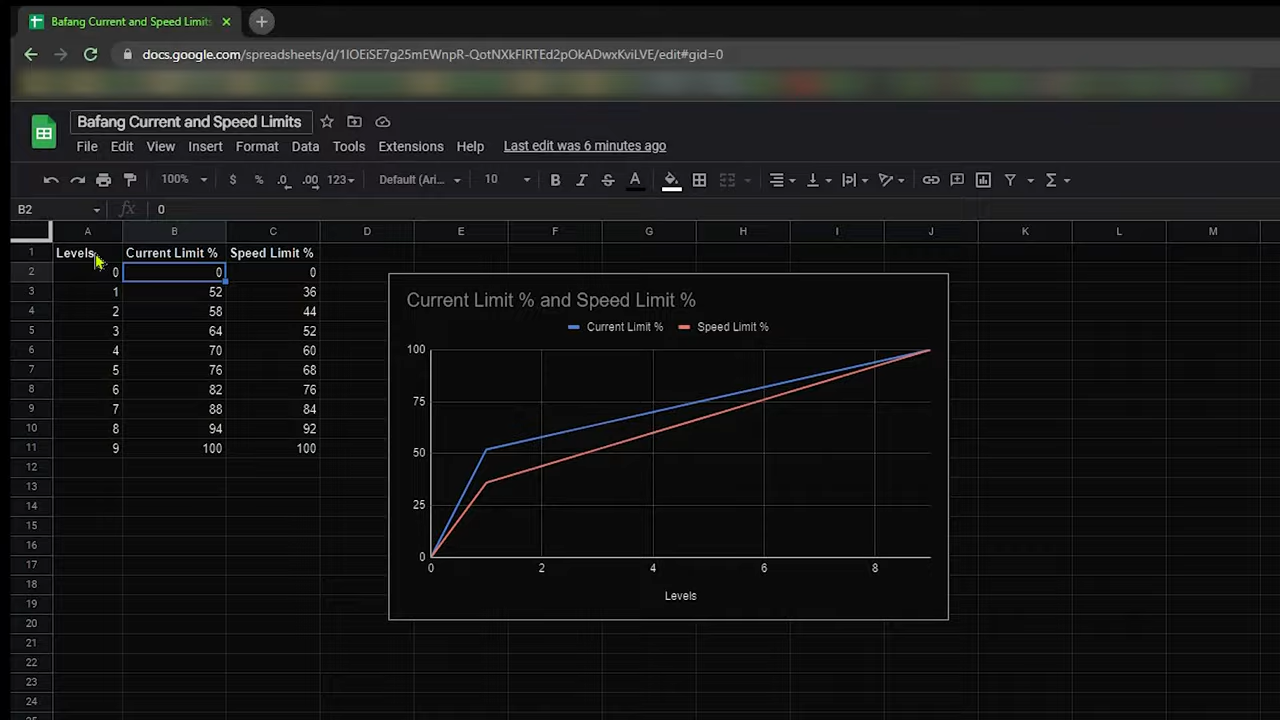 Bafang Current and Speed Limits
docs.google.com/spreadsheets/d/1IOEiSE7g25mEWnpR-QotNXkFIRTEd2pOkADwxKviLVE/edit#gid=0
Bafang Current and Speed Limits
File Edit View Insert Format Data Tools Extensions Help Last edit was 6 minutes ago
100% $ % .0 .00 123 Default (Ari... 10 B I S A
B2 fx 0
A B C D E F G H I J K L M
1 Levels Current Limit % Speed Limit %
2 0 0 0
3 1 52 36
4 2 58 44
5 3 64 52
6 4 70 60
7 5 76 68
8 6 82 76
9 7 88 84
10 8 94 92
11 9 100 100
12
13
14
15
16
17
18
19
20
21
22
23
24
Current Limit % and Speed Limit %
Current Limit % Speed Limit %
100
75
50
25
0
0 2 4 6 8
Levels